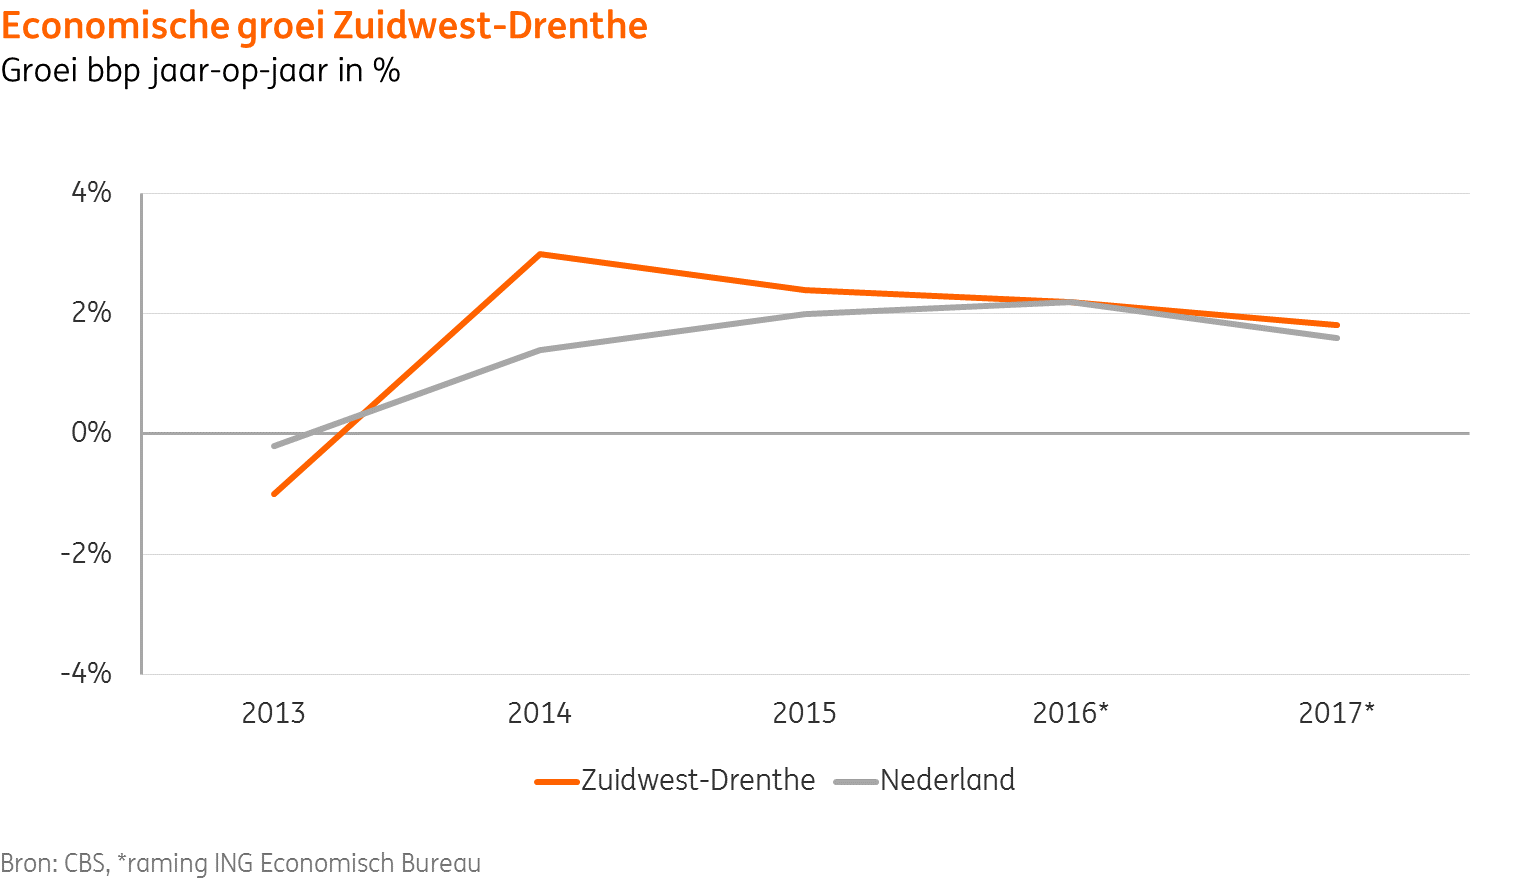 Economische groei Zuidwest-Drenthe
Groei bbp jaar-op-jaar in %
4%
2%
0%
-2%
-4%
2013 2014 2015 2016* 2017*
Zuidwest-Drenthe Nederland
Bron: CBS, *raming ING Economisch Bureau